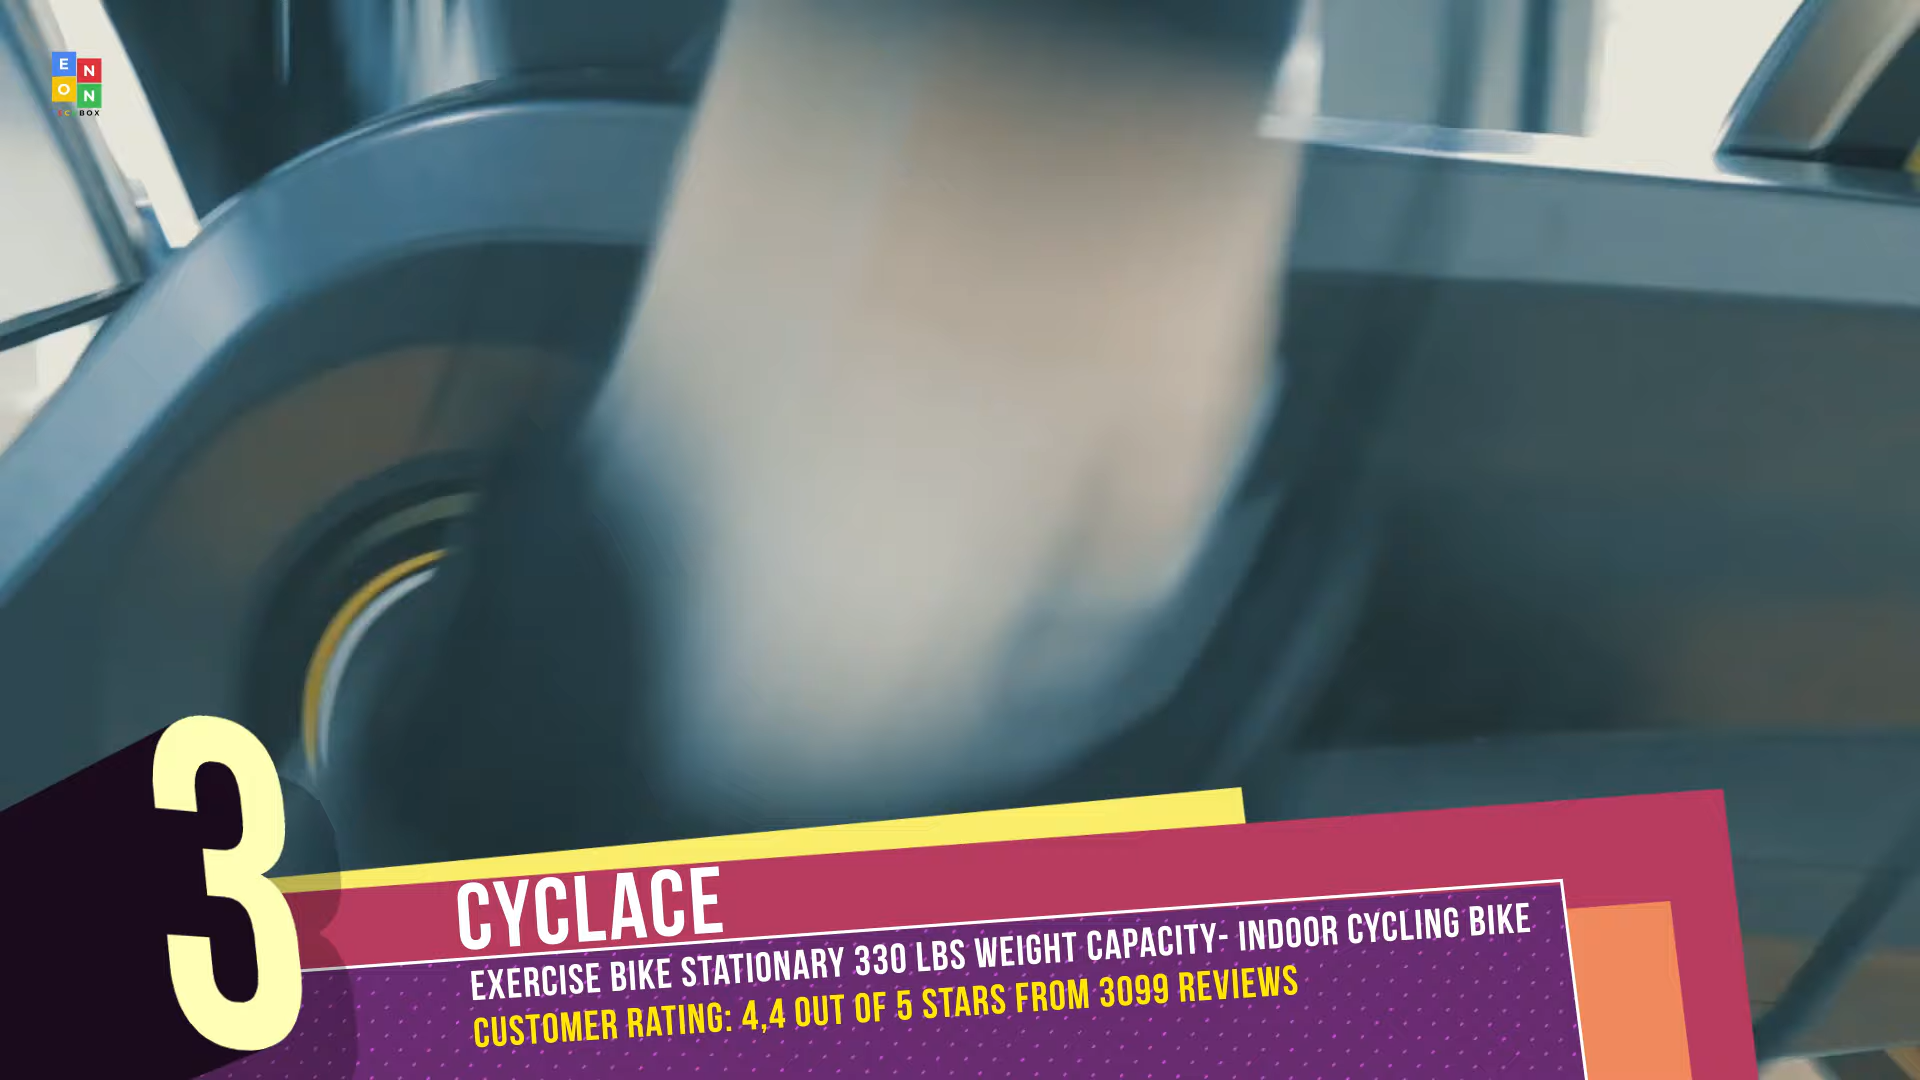 E N
O N
BOX
3
CYCLACE
EXERCISE BIKE STATIONARY 330 LBS WEIGHT CAPACITY- INDOOR CYCLING BIKE
CUSTOMER RATING: 4,4 OUT OF 5 STARS FROM 3099 REVIEWS